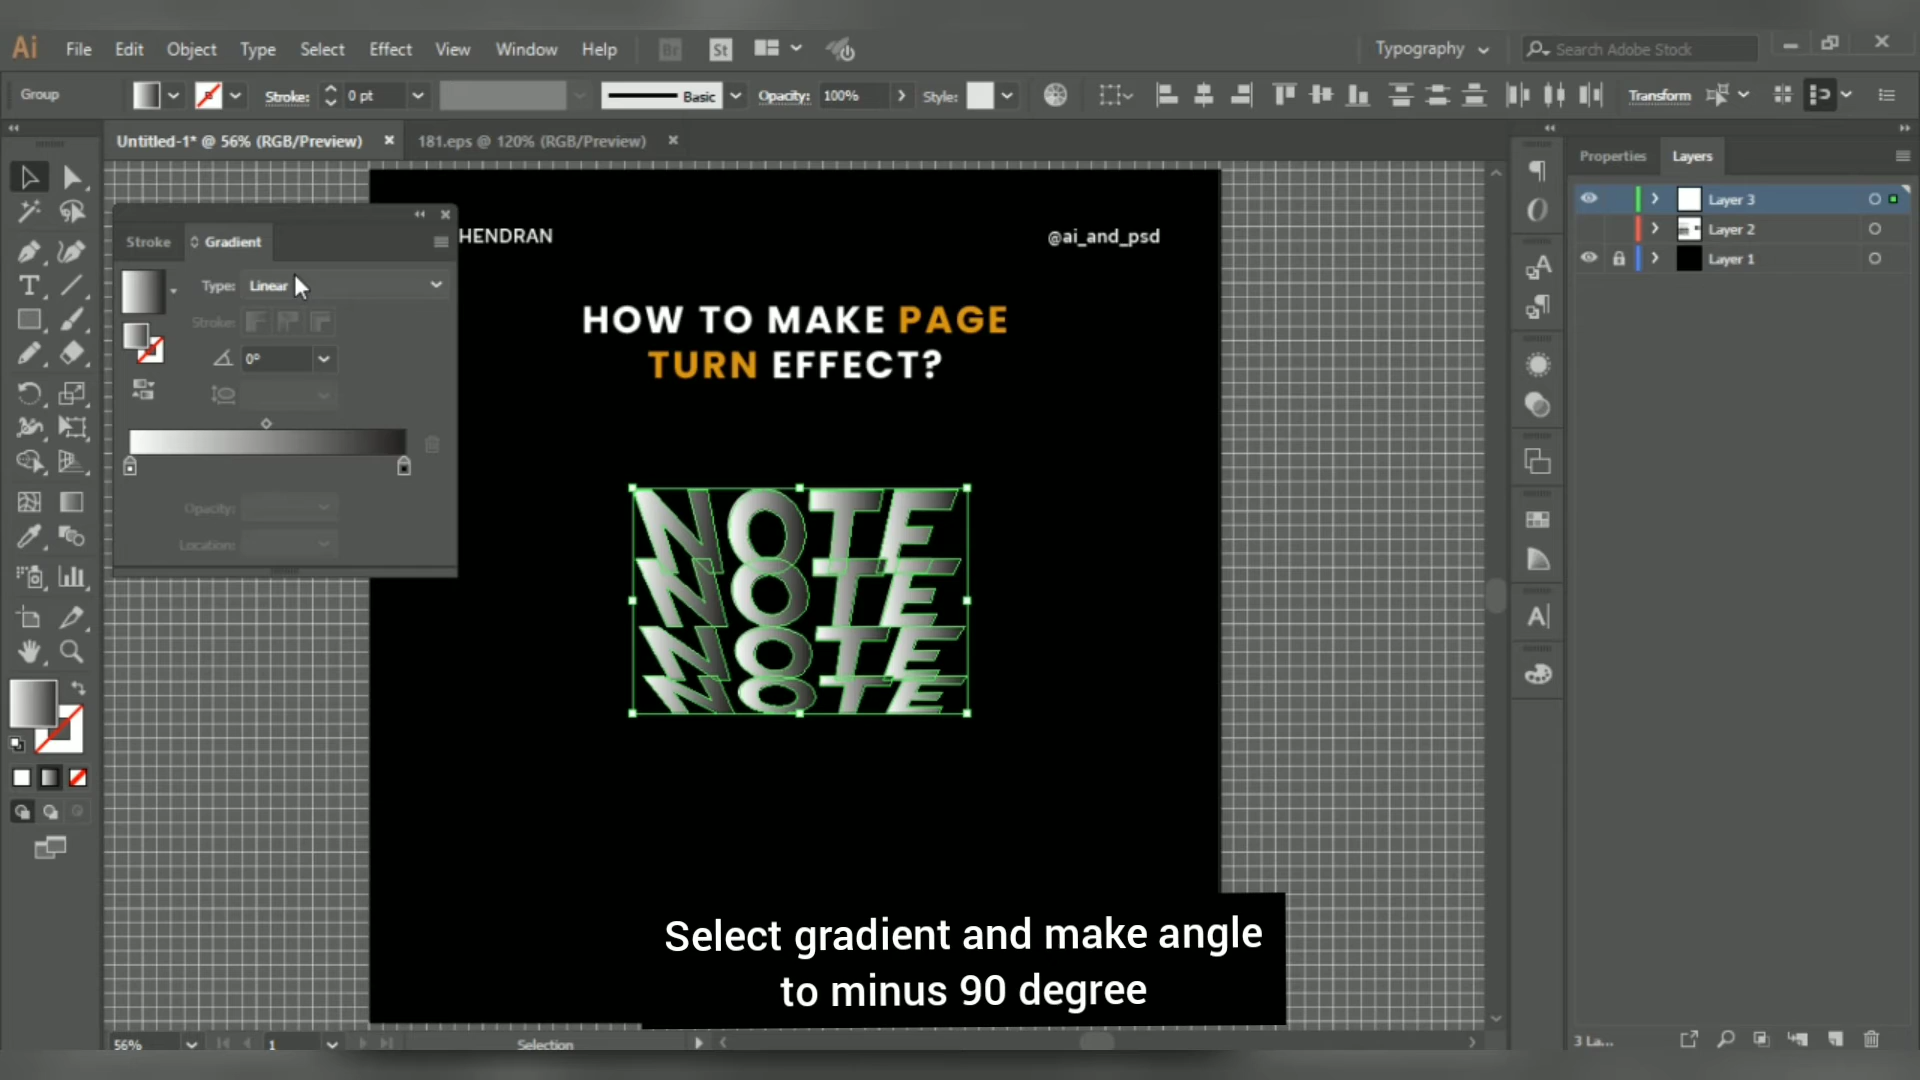 Ai File Edit Object Type Select Effect View Window Help Br St Typography Search Adobe Stock
Group Stroke: 0 pt Basic Opacity: 100% Style: Transform
Untitled-1* @ 56% (RGB/Preview) × 181.eps @ 120% (RGB/Preview) ×
Properties Layers
Layer 3
Layer 2
Layer 1
Stroke Gradient
Type: Linear
Stroke:
0°
Opacity:
Location:
HENDRAN @ai_and_psd
HOW TO MAKE PAGE
TURN EFFECT?
NOTE
NOTE
NOTE
NOTE
Select gradient and make angle
to minus 90 degree
56% 1 Selection 3 La...